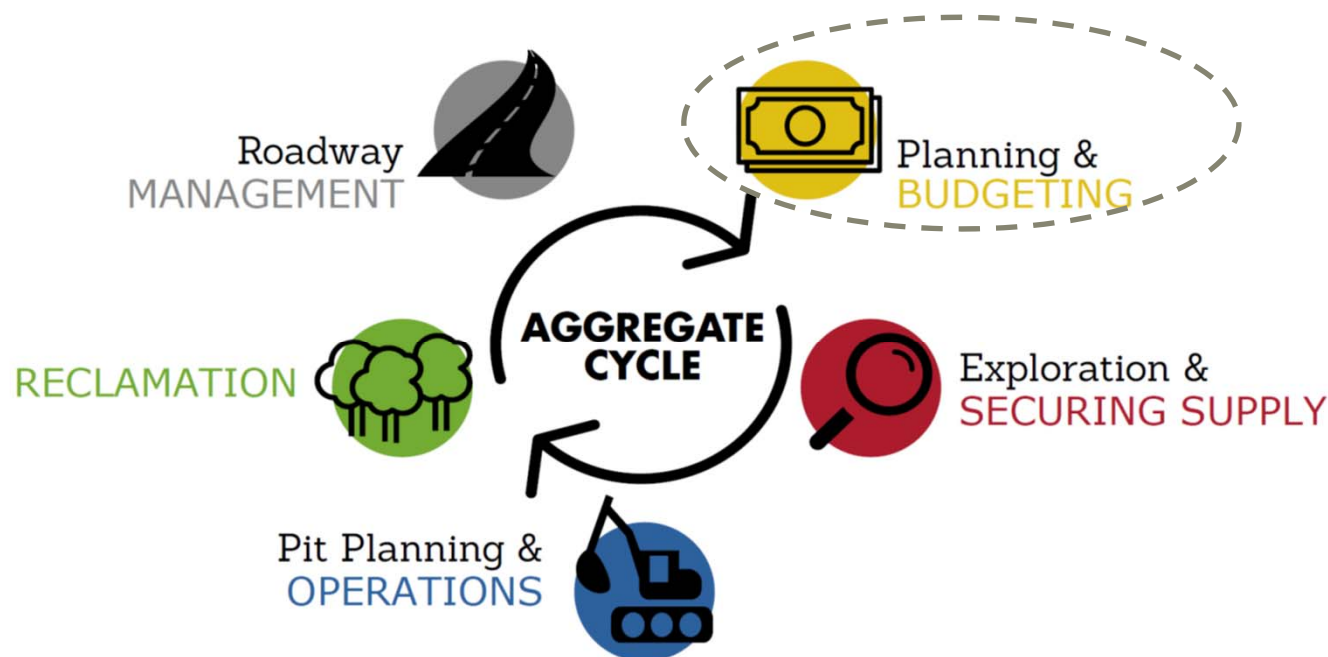 Roadway
MANAGEMENT
Planning &
BUDGETING
AGGREGATE
CYCLE
RECLAMATION
Exploration &
SECURING SUPPLY
Pit Planning &
OPERATIONS